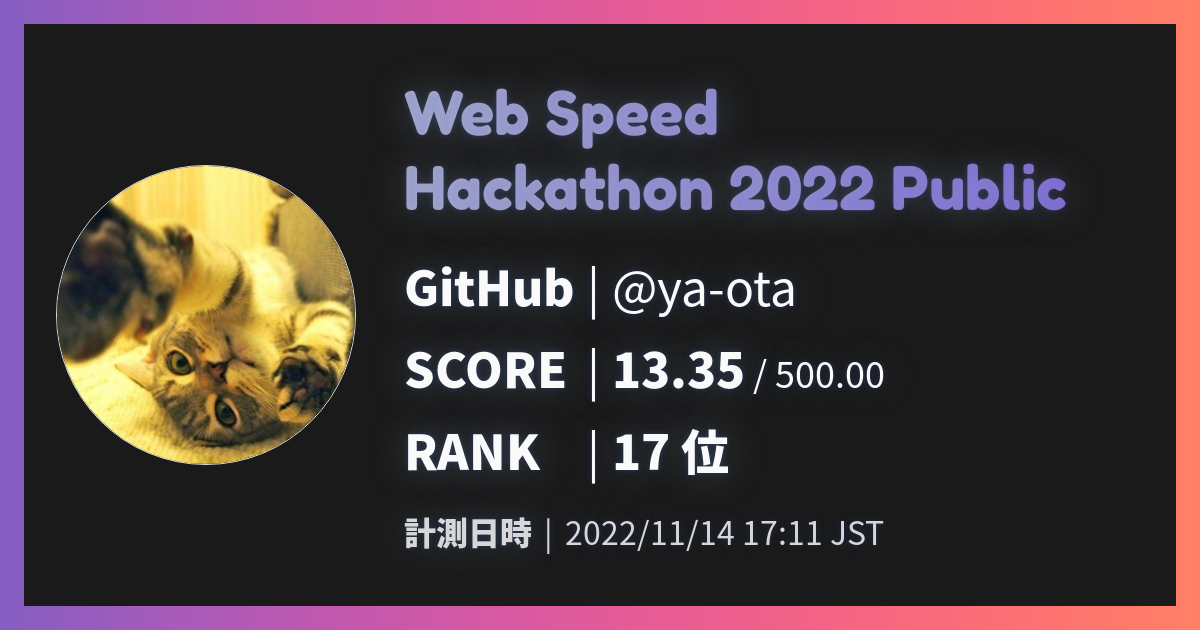 Web Speed
Hackathon 2022 Public
GitHub | @ya-ota
SCORE | 13.35 / 500.00
RANK | 17 位
計測日時 | 2022/11/14 17:11 JST